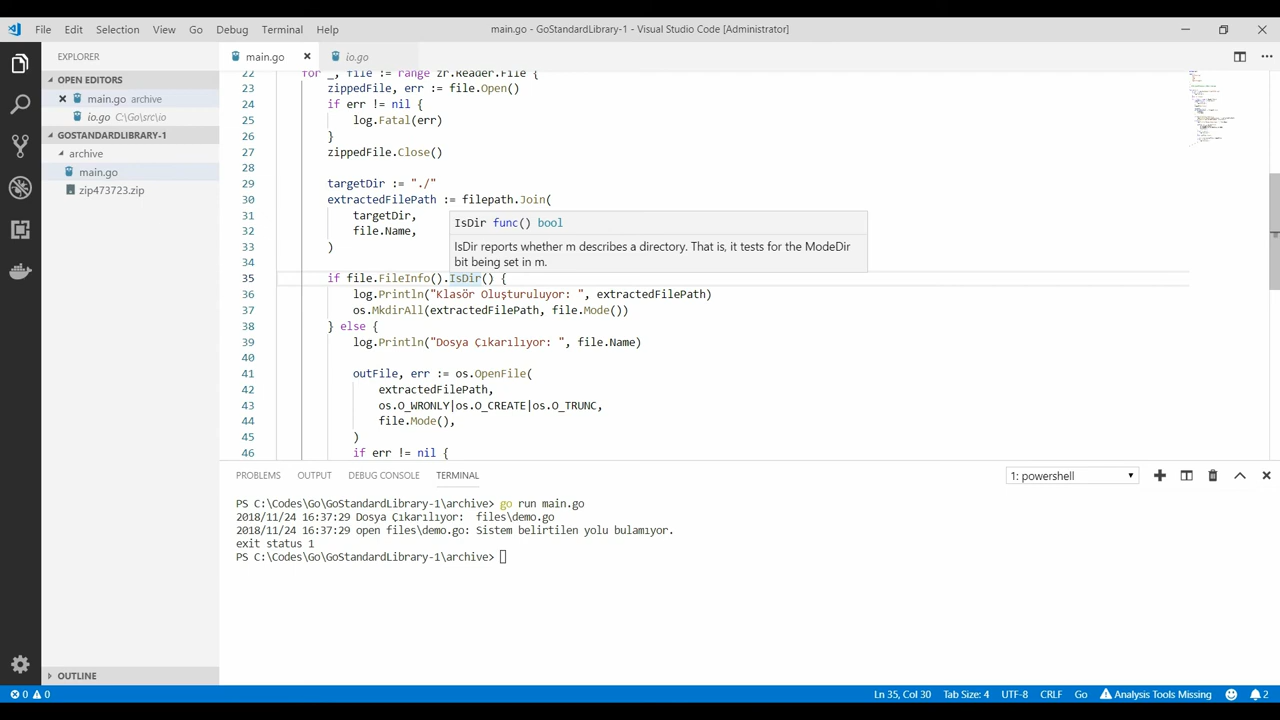 File Edit Selection View Go Debug Terminal Help
main.go - GoStandardLibrary-1 - Visual Studio Code [Administrator]
EXPLORER
OPEN EDITORS
main.go archive
io.go C:\Go\src\io
GOSTANDARDLIBRARY-1
archive
main.go
zip473723.zip
OUTLINE
main.go
io.go
22 for _, file := range zr.Reader.File {
23 zippedFile, err := file.Open()
24 if err != nil {
25 log.Fatal(err)
26 }
27 zippedFile.Close()
28
29 targetDir := "./"
30 extractedFilePath := filepath.Join(
31 targetDir,
32 file.Name,
33 )
34
IsDir func() bool
IsDir reports whether m describes a directory. That is, it tests for the ModeDir
bit being set in m.
35 if file.FileInfo().IsDir() {
36 log.Println("Klasör Oluşturuluyor: ", extractedFilePath)
37 os.MkdirAll(extractedFilePath, file.Mode())
38 } else {
39 log.Println("Dosya Çıkarılıyor: ", file.Name)
40
41 outFile, err := os.OpenFile(
42 extractedFilePath,
43 os.O_WRONLY|os.O_CREATE|os.O_TRUNC,
44 file.Mode(),
45 )
46 if err != nil {
PROBLEMS OUTPUT DEBUG CONSOLE TERMINAL
1: powershell
PS C:\Codes\Go\GoStandardLibrary-1\archive> go run main.go
2018/11/24 16:37:29 Dosya Çıkarılıyor:  files\demo.go
2018/11/24 16:37:29 open files\demo.go: Sistem belirtilen yolu bulamıyor.
exit status 1
PS C:\Codes\Go\GoStandardLibrary-1\archive>
0 0
Ln 35, Col 30 Tab Size: 4 UTF-8 CRLF Go Analysis Tools Missing 2